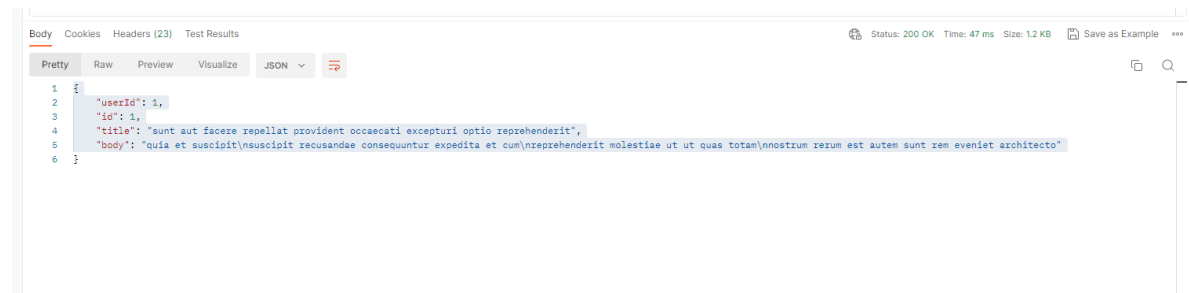 Body Cookies Headers (23) Test Results Status: 200 OK Time: 47 ms Size: 1.2 KB Save as Example
Pretty Raw Preview Visualize JSON
1 {
2 "userId": 1,
3 "id": 1,
4 "title": "sunt aut facere repellat provident occaecati excepturi optio reprehenderit",
5 "body": "quia et suscipit\nsuscipit recusandae consequuntur expedita et cum\nreprehenderit molestiae ut ut quas totam\nnostrum rerum est autem sunt rem eveniet architecto"
6 }